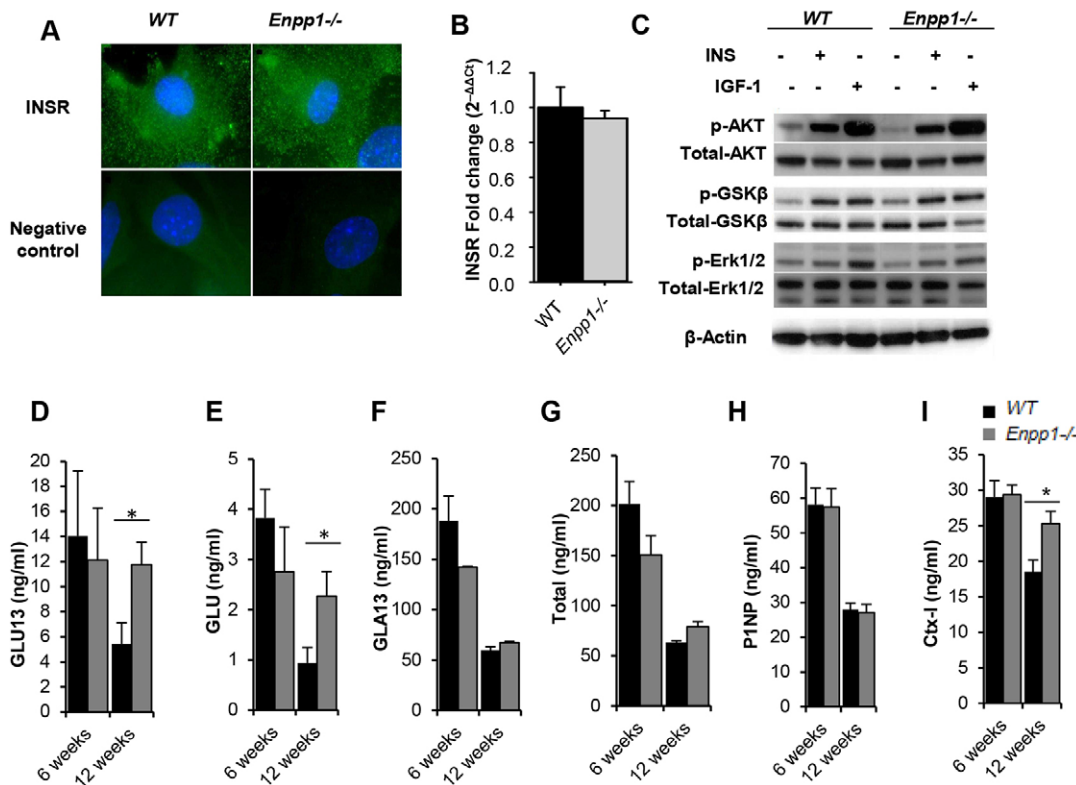 A
WT
Enpp1-/-
INSR
Negative
control
B
INSR Fold change (2–ΔΔCt)
1.2
1.0
0.8
0.6
0.4
0.2
0.0
WT
Enpp1-/-
C
WT
Enpp1-/-
INS - + - - + -
IGF-1 - - + - - +
p-AKT
Total-AKT
p-GSKβ
Total-GSKβ
p-Erk1/2
Total-Erk1/2
β-Actin
D
GLU13 (ng/ml)
20
18
16
14
12
10
8
6
4
2
0
*
6 weeks
12 weeks
E
GLU (ng/ml)
5
4
3
2
1
0
*
6 weeks
12 weeks
F
GLA13 (ng/ml)
250
200
150
100
50
0
6 weeks
12 weeks
G
Total (ng/ml)
250
200
150
100
50
0
6 weeks
12 weeks
H
P1NP (ng/ml)
70
60
50
40
30
20
10
0
6 weeks
12 weeks
I
WT
Enpp1-/-
Ctx-I (ng/ml)
35
30
25
20
15
10
5
0
*
6 weeks
12 weeks